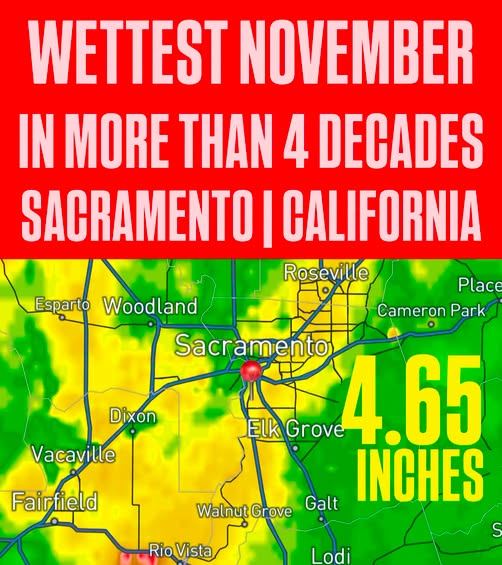 WETTEST NOVEMBER
IN MORE THAN 4 DECADES
SACRAMENTO | CALIFORNIA
Roseville
Place
Esparto
Woodland
Cameron Park
Sacramento
4.65
INCHES
Dixon
Elk Grove
Vacaville
Fairfield
Walnut Grove
Galt
Rio Vista
Lodi
S